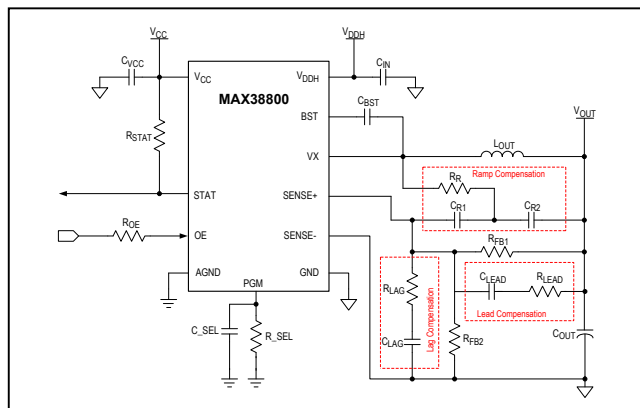 VCC
VDDH
CVCC
CIN
VCC
VDDH
MAX38800
BST
CBST
VOUT
RSTAT
VX
LOUT
Ramp Compensation
RR
STAT
SENSE+
CR1
CR2
ROE
OE
SENSE-
RFB1
AGND
GND
CLEAD
RLEAD
PGM
RLAG
Lead Compensation
C_SEL
R_SEL
Lag Compensation
CLAG
RFB2
COUT